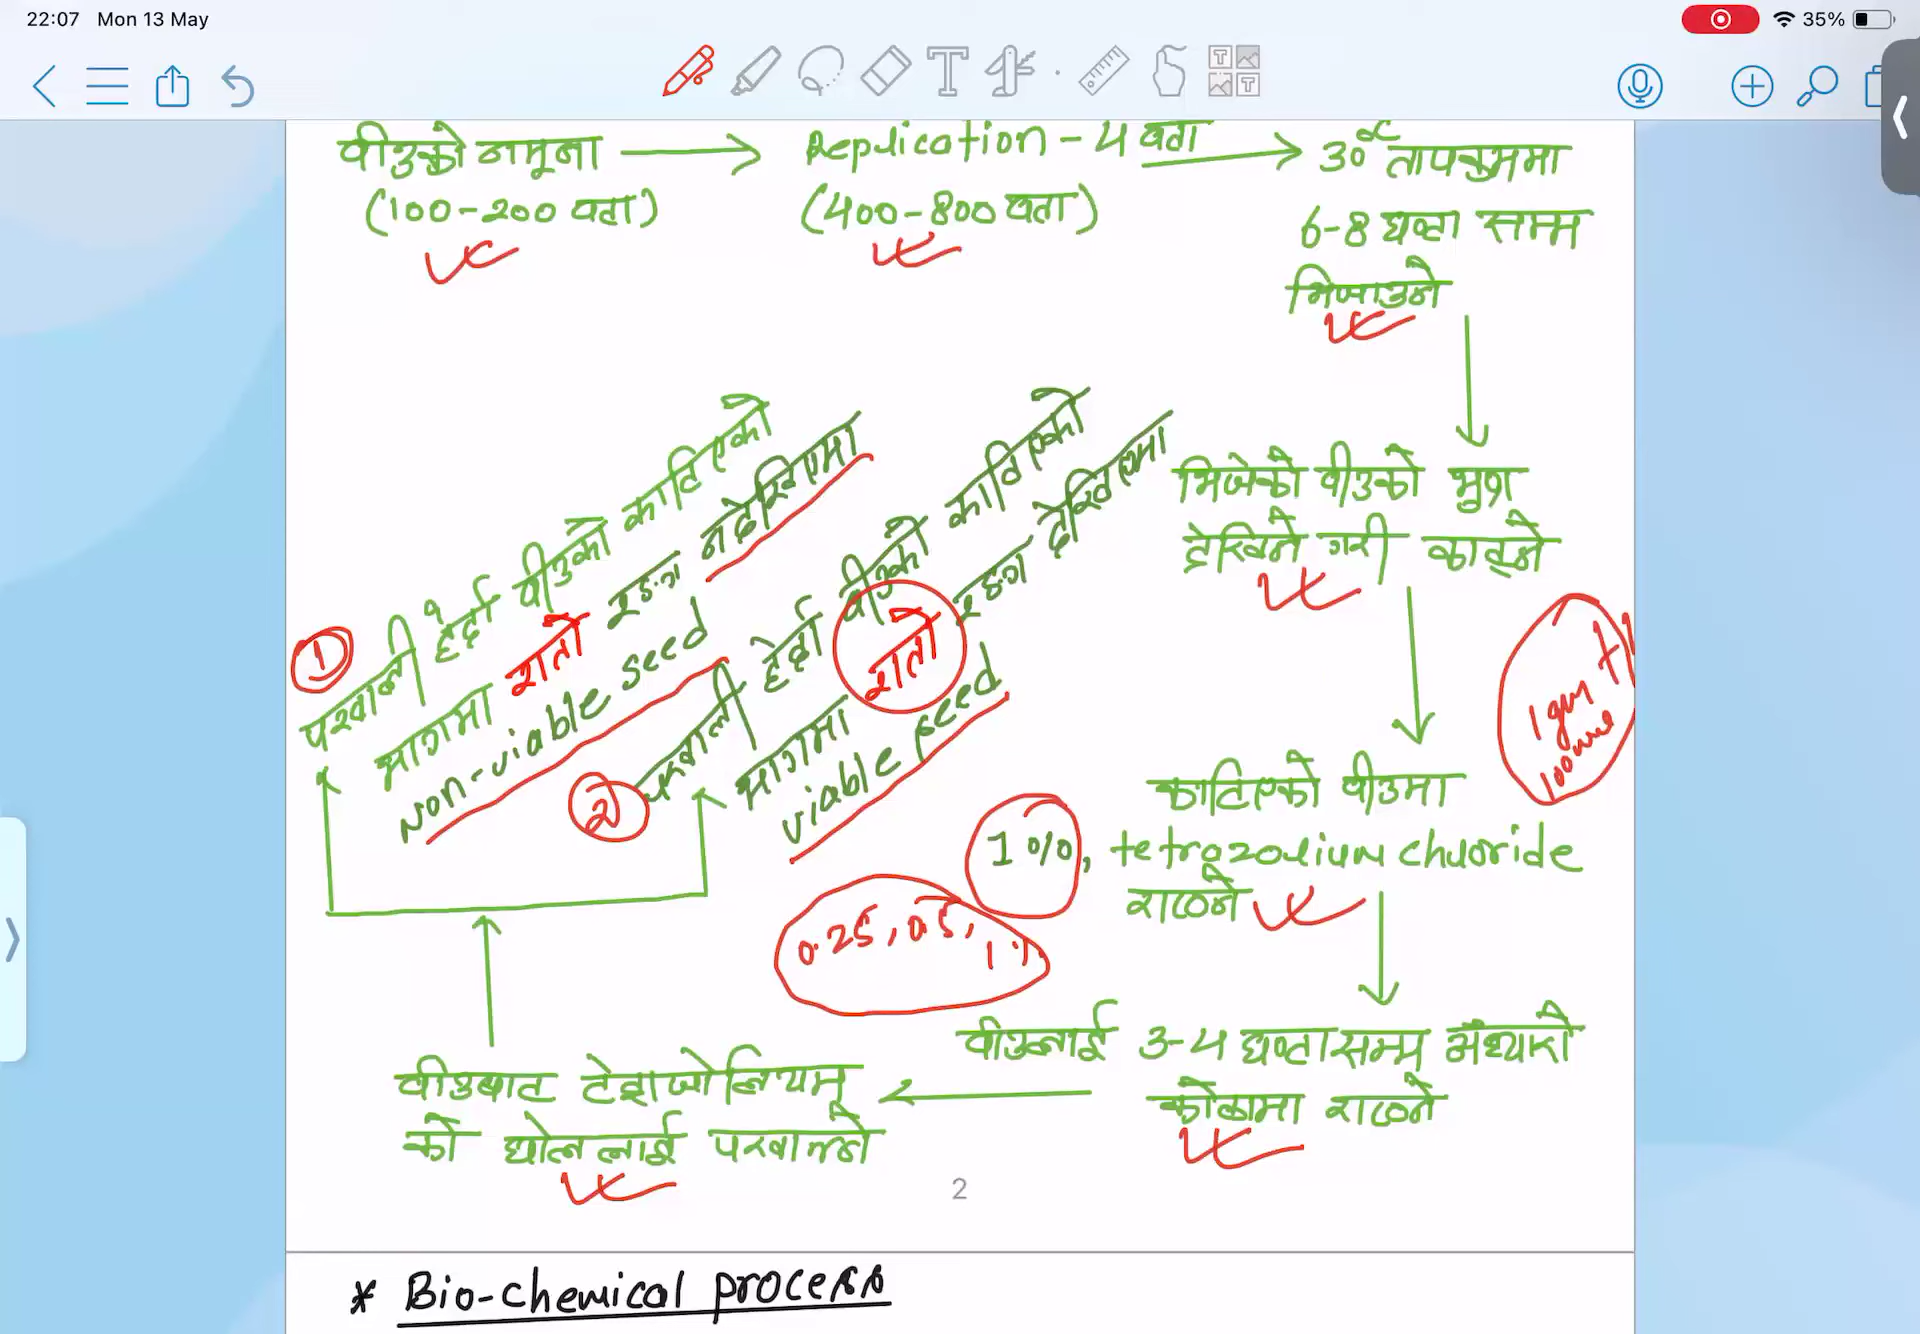 22:07 Mon 13 May
35%
बीउको नमूना
(100-200 वटा)
Replication - 4 वटा
(400-800 वटा)
30°C तापक्रममा
6-8 घण्टा सम्म
भिजाउने
भिजेको बीउको भ्रुण
देखिने गरी काट्ने
1 gm
100 ml
काटिएको बीउमा
1%, tetrazolium chloride
राख्ने
0.25, 0.5,
1%
बीउलाई 3-4 घण्टा सम्म अँध्यारो
कोठामा राख्ने
बीउबाट टेट्राजोलियम
को घोललाई पखाल्ने
1
पखाली हेर्दा बीउको काटिएको
भागमा रातो रङग नदेखिएमा
Non-viable seed
2
पखाली हेर्दा बीउको काटिएको
भागमा रातो रङग देखिएमा
viable seed
2
* Bio-chemical process